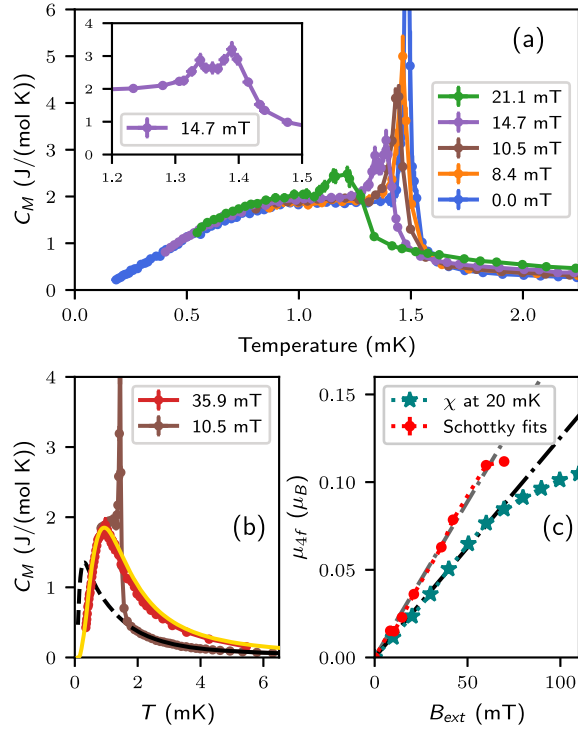 6
5
4
3
2
1
0
C_M (J/(mol K))
(a)
4
3
2
1
0
14.7 mT
1.2 1.3 1.4 1.5
21.1 mT
14.7 mT
10.5 mT
8.4 mT
0.0 mT
0.0 0.5 1.0 1.5 2.0
Temperature (mK)
4
3
2
1
0
C_M (J/(mol K))
35.9 mT
10.5 mT
(b)
0 2 4 6
T (mK)
0.15
0.10
0.05
0.00
μ_{4f} (μ_B)
χ at 20 mK
Schottky fits
(c)
0 50 100
B_{ext} (mT)